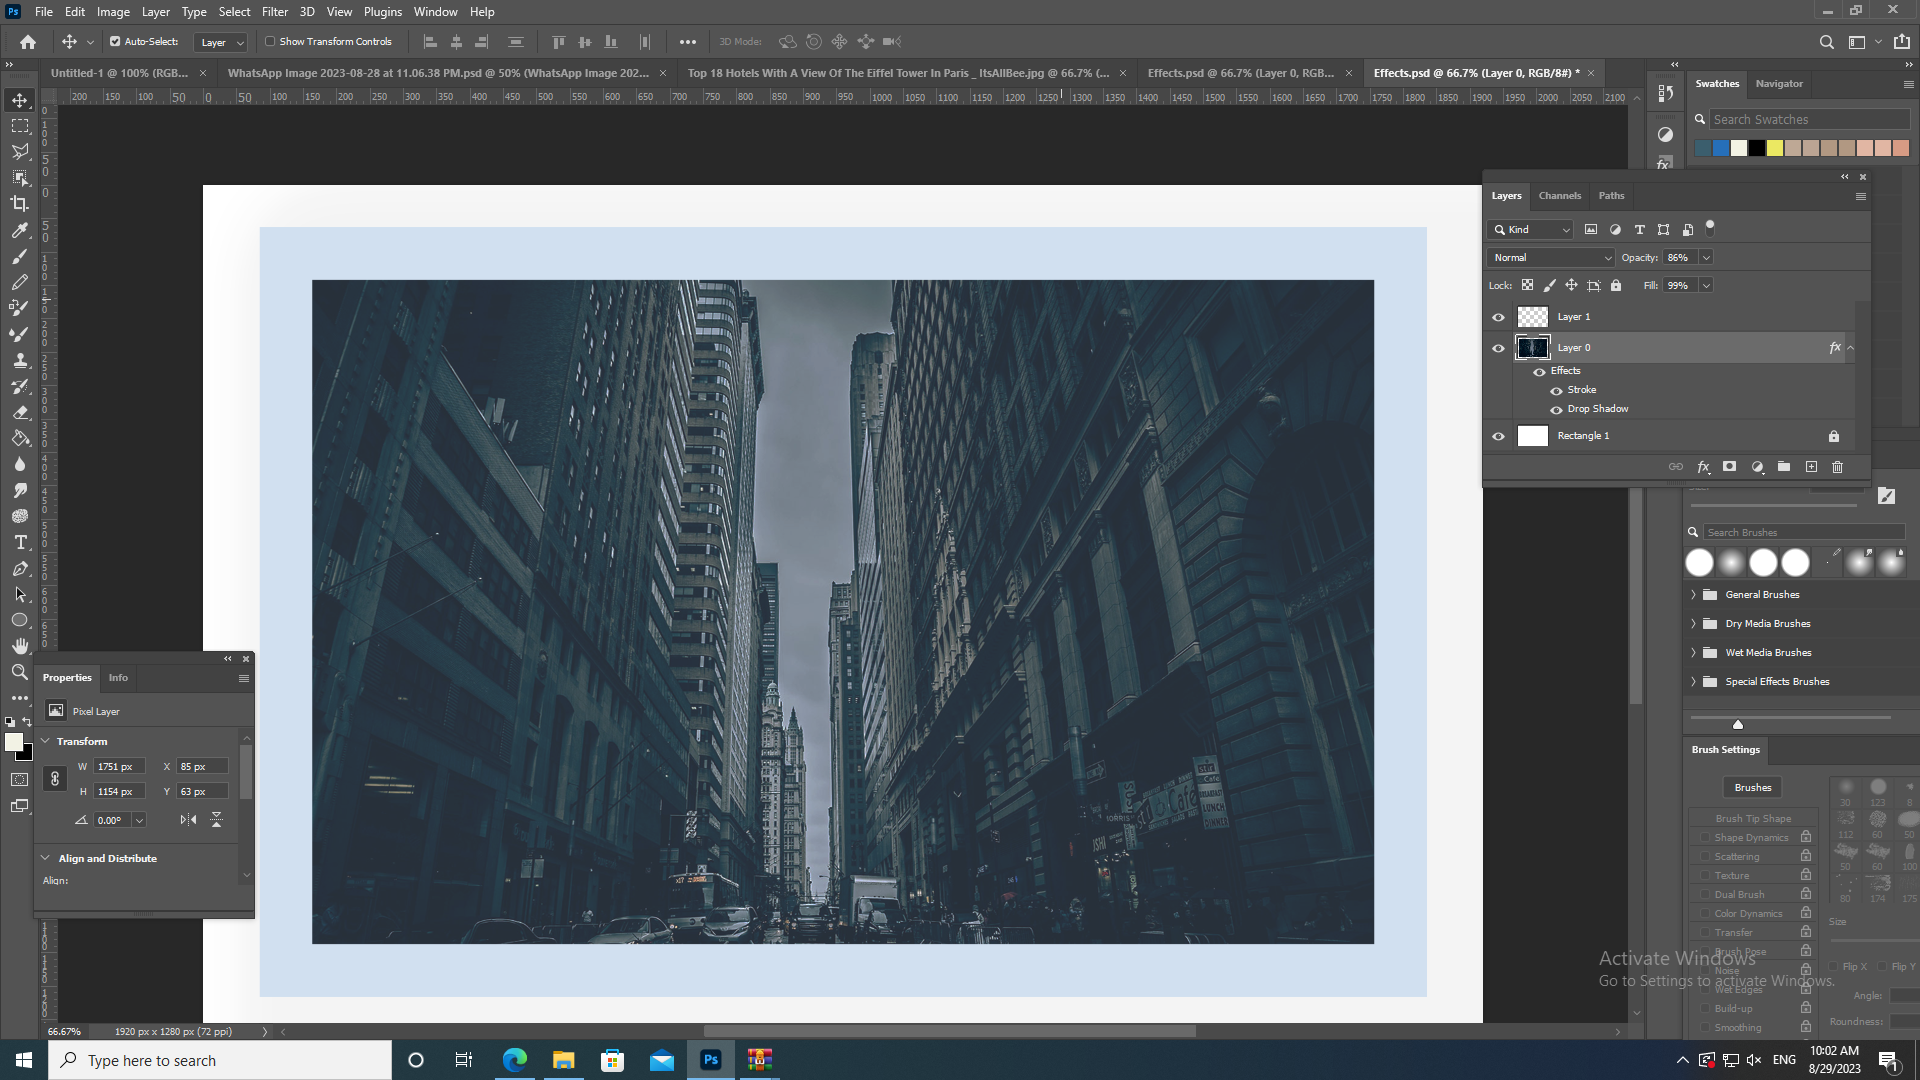 Ps File Edit Image Layer Type Select Filter 3D View Plugins Window Help
Auto-Select: Layer Show Transform Controls 3D Mode:
Untitled-1 @ 100% (RGB... WhatsApp Image 2023-08-28 at 11.06.38 PM.psd @ 50% (WhatsApp Image 202... Top 18 Hotels With A View Of The Eiffel Tower In Paris _ ItsAllBee.jpg @ 66.7% (... Effects.psd @ 66.7% (Layer 0, RGB... Effects.psd @ 66.7% (Layer 0, RGB/8#) *
200 150 100 50 0 50 100 150 200 250 300 350 400 450 500 550 600 650 700 750 800 850 900 950 1000 1050 1100 1150 1200 1250 1300 1350 1400 1450 1500 1550 1600 1650 1700 1750 1800 1850 1900 1950 2000 2050 2100
Swatches Navigator
Search Swatches
Layers Channels Paths
Kind
Normal Opacity: 86%
Lock: Fill: 99%
Layer 1
Layer 0 fx
Effects
Stroke
Drop Shadow
Rectangle 1
fx
Search Brushes
General Brushes
Dry Media Brushes
Wet Media Brushes
Special Effects Brushes
Brush Settings
Brushes
Brush Tip Shape
Shape Dynamics
Scattering
Texture
Dual Brush
Color Dynamics
Transfer
Brush Pose
Noise
Wet Edges
Build-up
Smoothing
30 123 8
112 60 50
50 60 100
80 174 175
Size
Flip X Flip Y
Angle:
Roundness:
Activate Windows
Go to Settings to activate Windows.
Properties Info
Pixel Layer
Transform
W 1751 px X 85 px
H 1154 px Y 63 px
0.00°
Align and Distribute
Align:
Cafe
BREAKFAST
LUNCH
DINNER
SUSHI
Cafe
66.67% 1920 px x 1280 px (72 ppi)
Type here to search
Ps
ENG
10:02 AM
8/29/2023
1